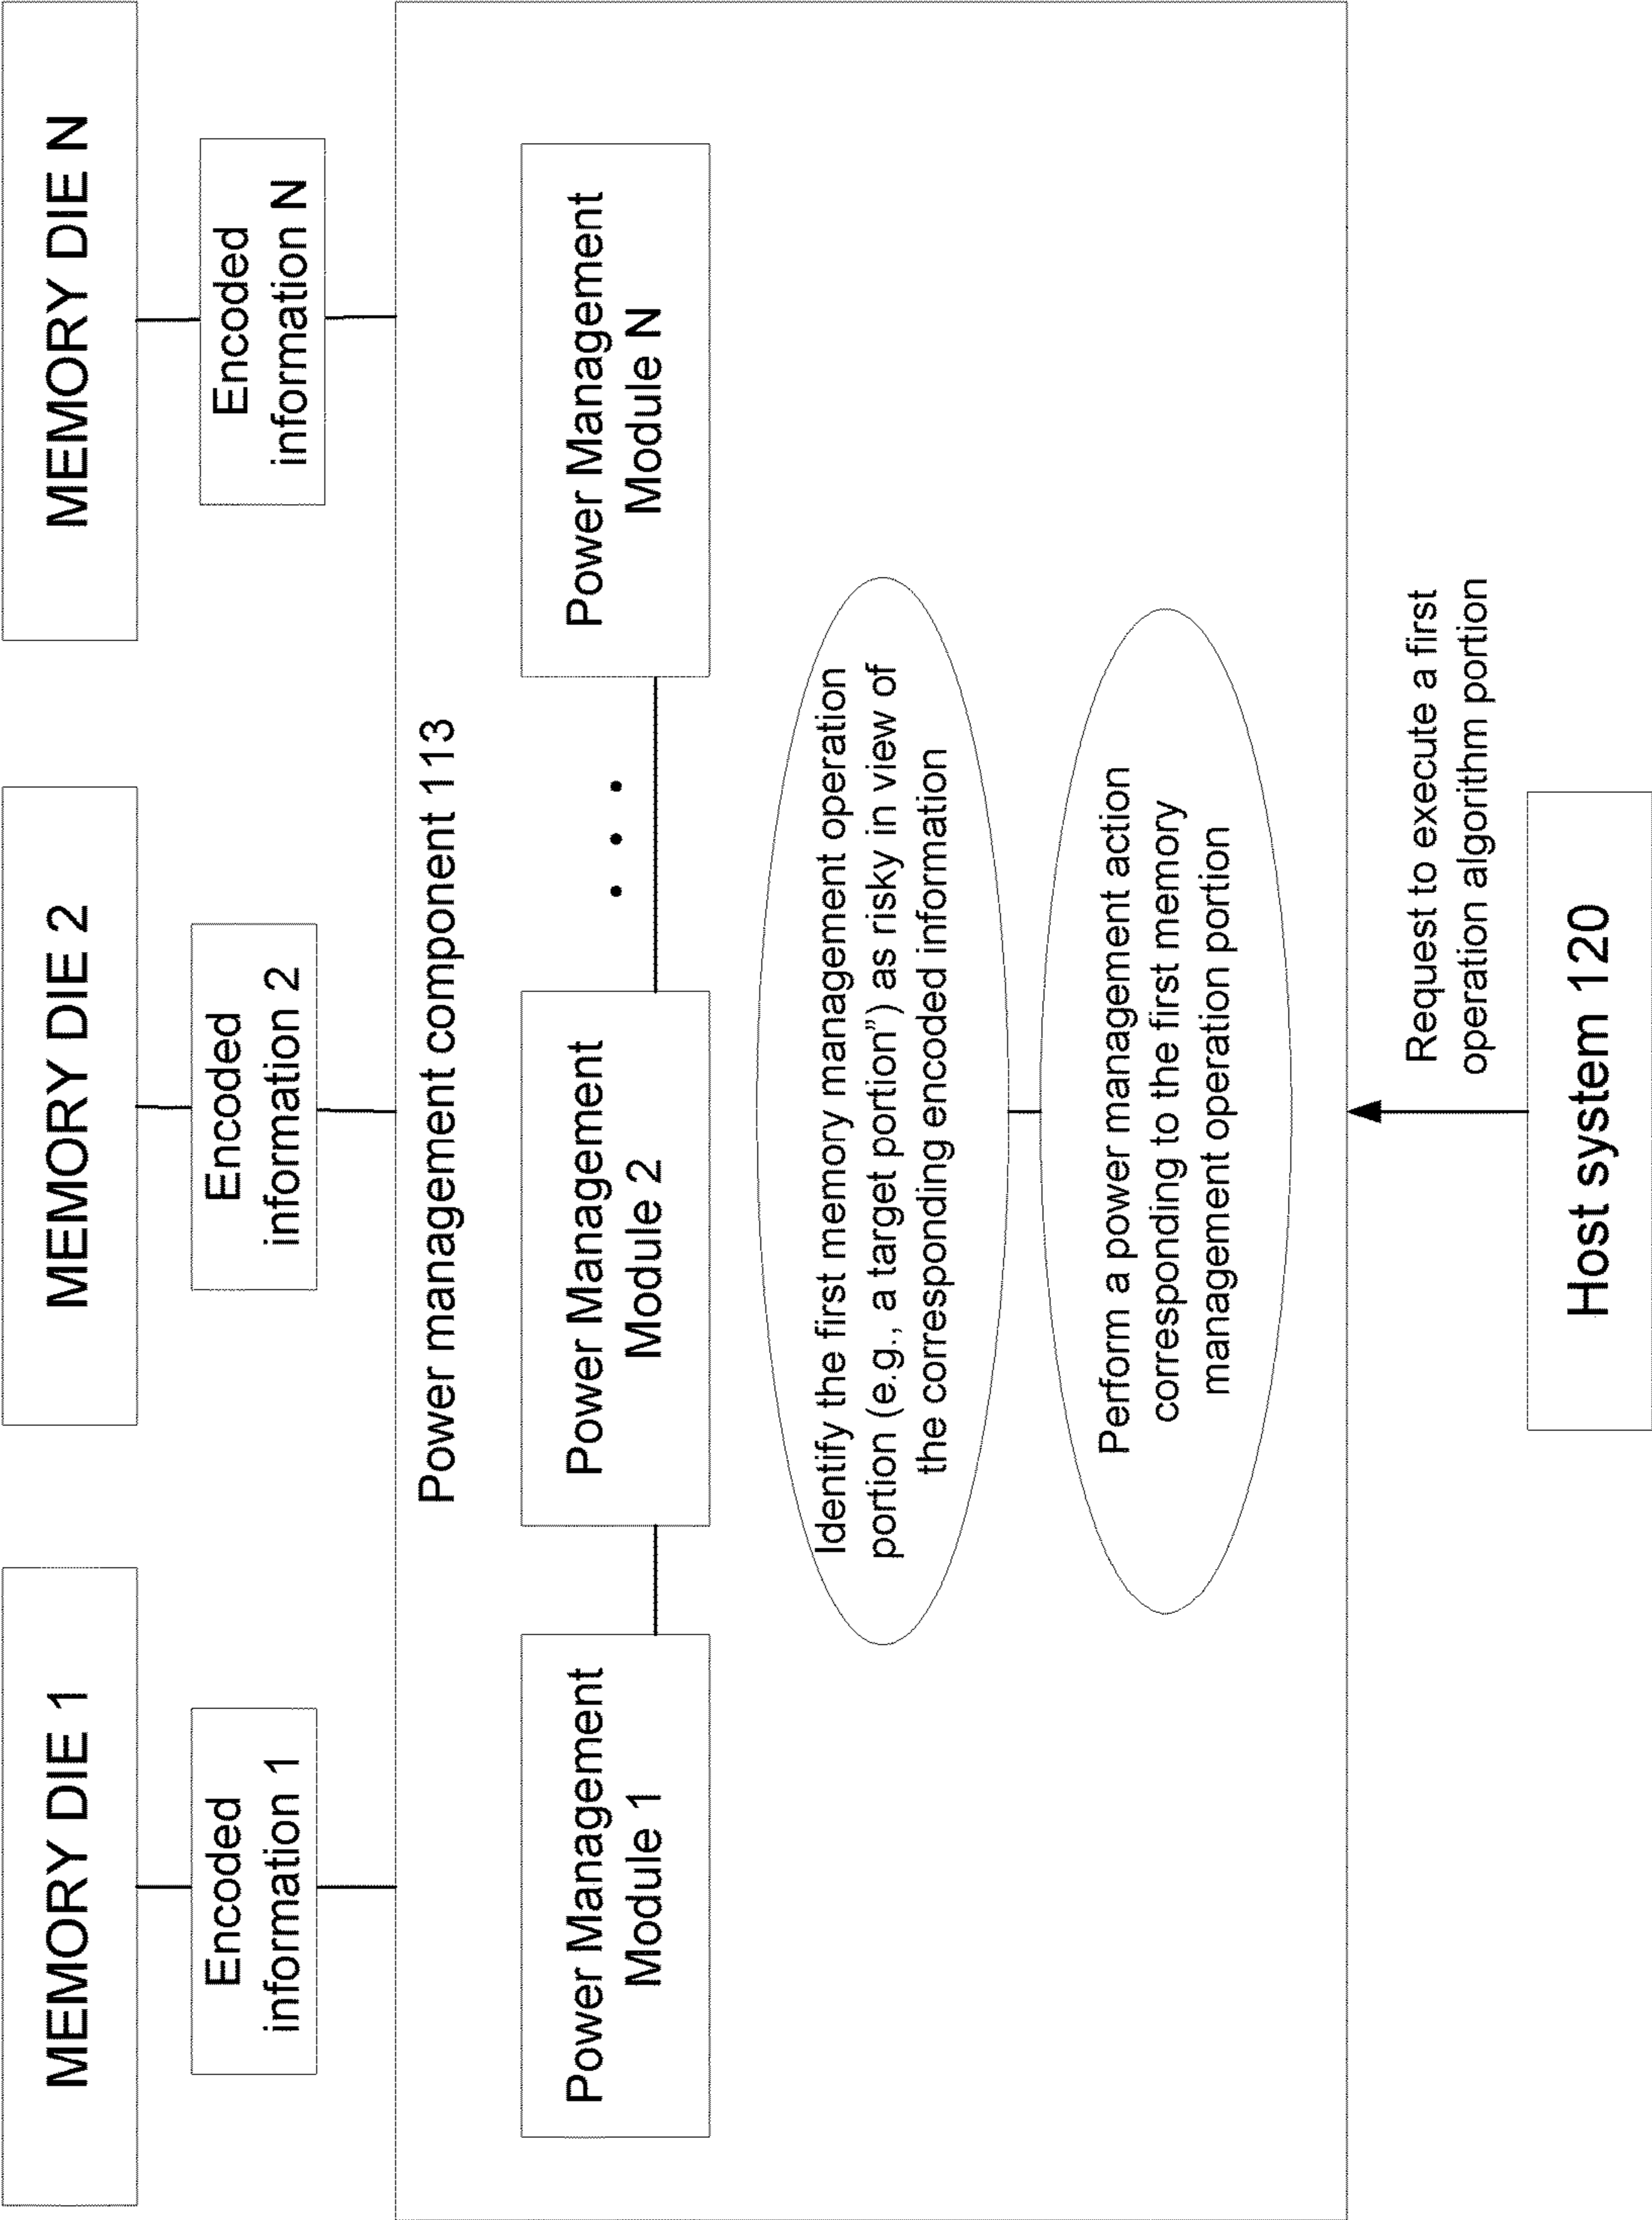 MEMORY DIE 1
MEMORY DIE 2
MEMORY DIE N
Encoded
information 1
Encoded
information 2
Encoded
information N
Power management component 113
Power Management
Module 1
Power Management
Module 2
• • •
Power Management
Module N
Identify the first memory management operation
portion (e.g., a target portion”) as risky in view of
the corresponding encoded information
Perform a power management action
corresponding to the first memory
management operation portion
Request to execute a first
operation algorithm portion
Host system 120